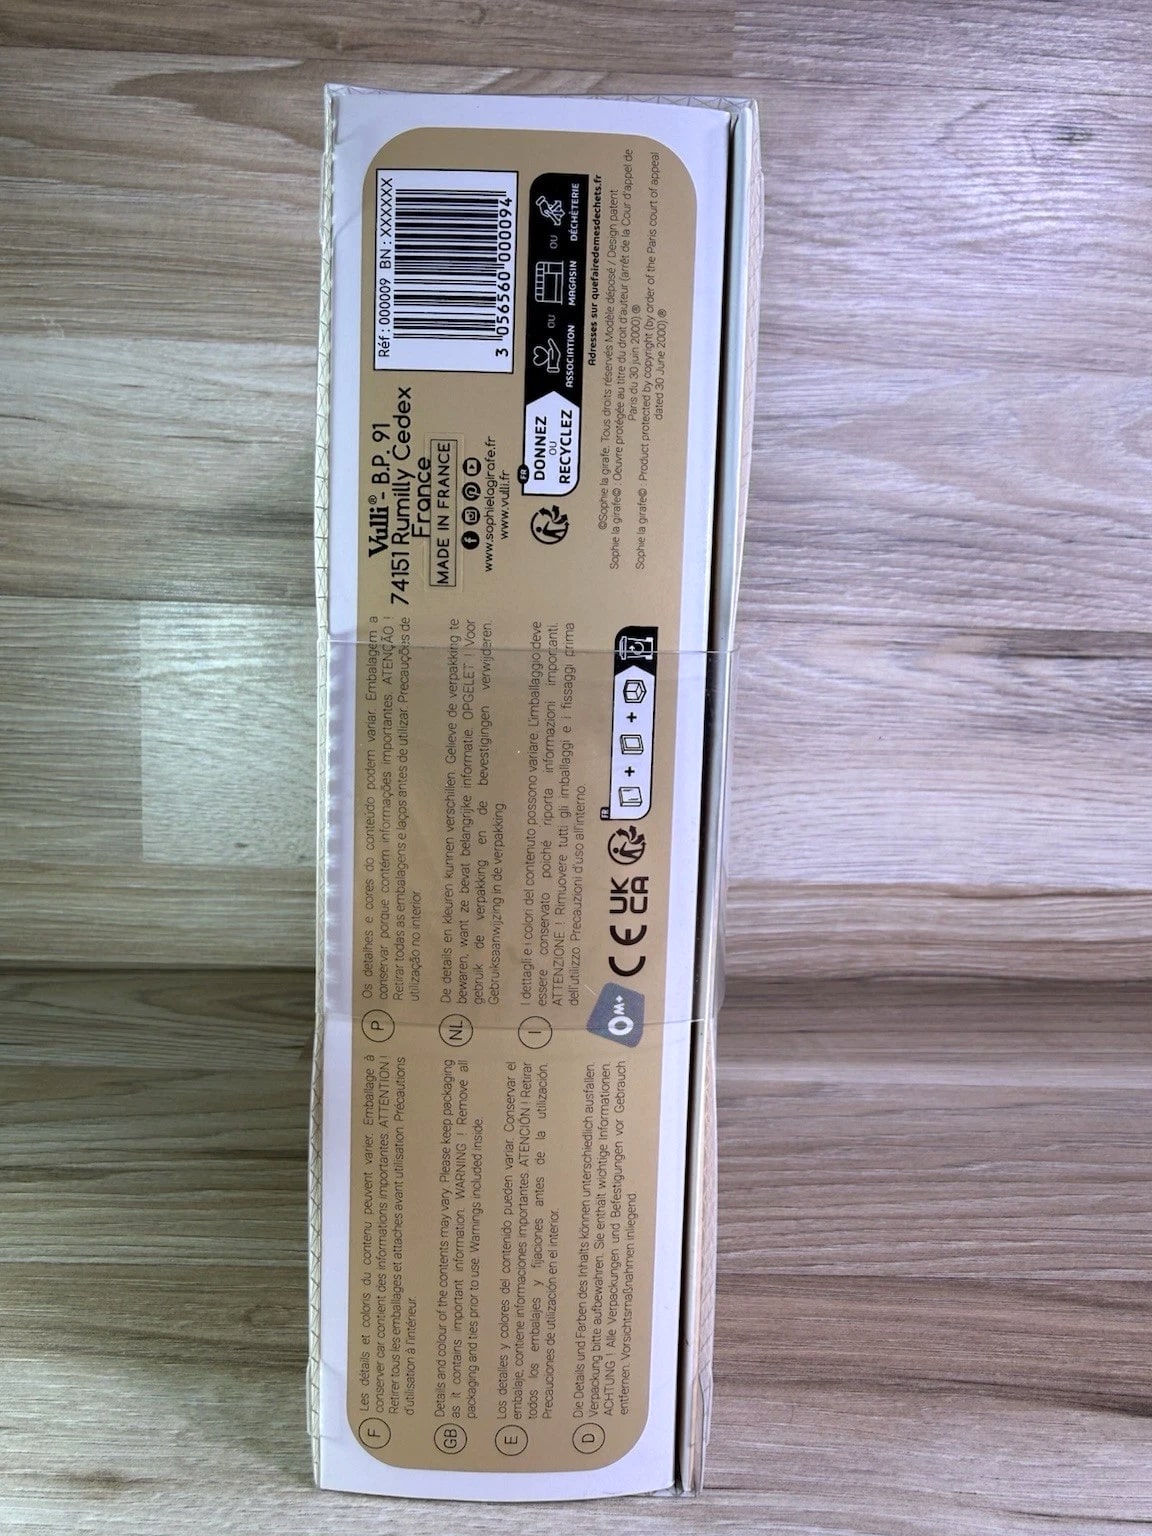 F
Les détails et coloris du contenu peuvent varier. Emballage à
conserver car contient des informations importantes. ATTENTION !
Retirer tous les emballages et attaches avant utilisation. Précautions
d'utilisation à l'intérieur.
GB
Details and colour of the contents may vary. Please keep packaging
as it contains important information. WARNING ! Remove all
packaging and ties prior to use. Warnings included inside.
E
Los detalles y colores del contenido pueden variar. Conservar el
embalaje, contiene informaciones importantes. ATENCIÓN ! Retirar
todos los embalajes y fijaciones antes de la utilización.
Precauciones de utilización en el interior.
D
Die Details und Farben des Inhalts können unterschiedlich ausfallen.
Verpackung bitte aufbewahren. Sie enthält wichtige Informationen.
ACHTUNG ! Alle Verpackungen und Befestigungen vor Gebrauch
entfernen. Vorsichtsmaßnahmen inliegend
P
Os detalhes e cores do conteúdo podem variar. Embalagem a
conservar porque contém informações importantes. ATENÇÃO !
Retirar todas as embalagens e laços antes de utilizar. Precauções de
utilização no interior
NL
De details en kleuren kunnen verschillen. Gelieve de verpakking te
bewaren, want ze bevat belangrijke informatie. OPGELET ! Voor
gebruik de verpakking en de bevestigingen verwijderen.
Gebruiksaanwijzing in de verpakking
I
I dettagli e i colori del contenuto possono variare. L'imballaggio deve
essere conservato poiché riporta informazioni importanti.
ATTENZIONE ! Rimuovere tutti gli imballaggi e i fissaggi prima
dell'utilizzo. Precauzioni d'uso all'interno.
0M+
CE
UK
CA
FR
+
+
Vulli® - B.P. 91
74151 Rumilly Cedex
France
MADE IN FRANCE
www.sophielagirafe.fr
www.vulli.fr
Réf : 000009 BN : XXXXXX
3 056560 000094
FR
DONNEZ
OU
RECYCLEZ
ASSOCIATION
OU
MAGASIN
OU
DÉCHÈTERIE
Adresses sur quefairedemesdechets.fr
©Sophie la girafe. Tous droits réservés Modèle déposé / Design patent
Sophie la girafe© : Oeuvre protégée au titre du droit d'auteur (arrêt de la Cour d'appel de
Paris du 30 juin 2000) ®
Sophie la girafe© : Product protected by copyright (by order of the Paris court of appeal
dated 30 June 2000) ®